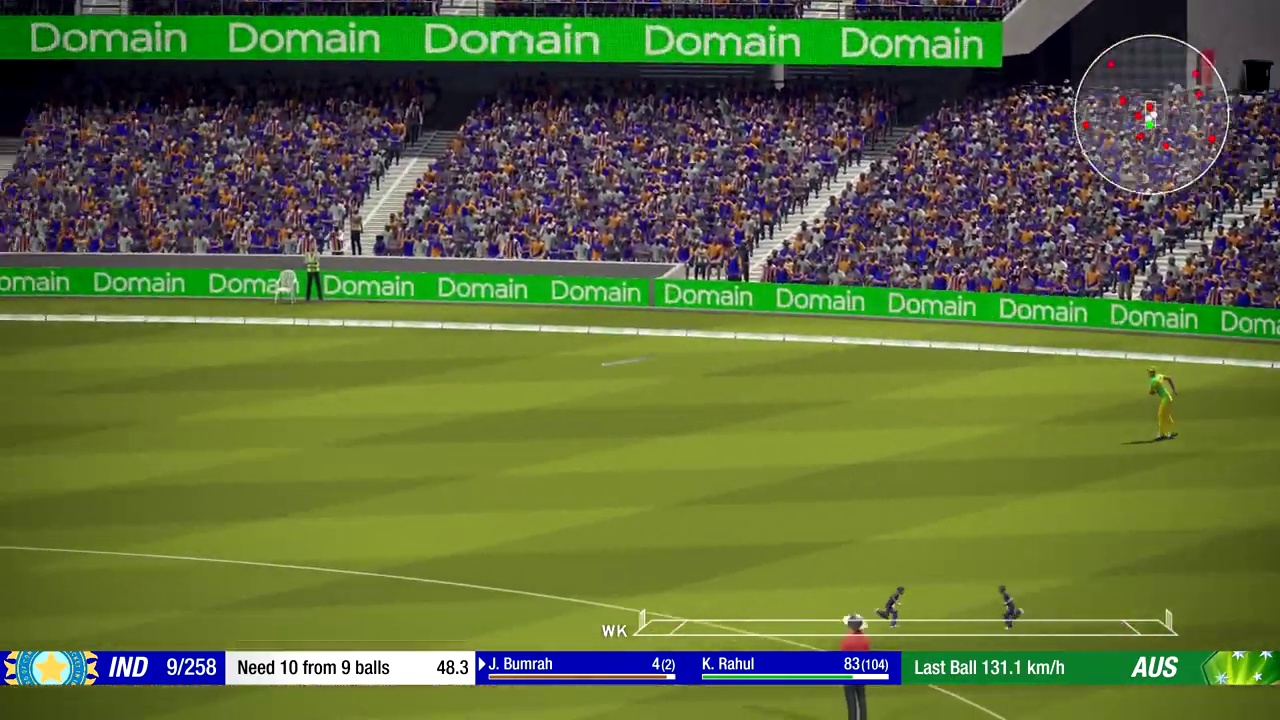 Domain Domain Domain Domain Domain
omain Domain Doma Domain Domain Domain Domain Domain Domain Domain Domain Dom
WK
IND 9/258 Need 10 from 9 balls 48.3 J. Bumrah 4(2) K. Rahul 83(104) Last Ball 131.1 km/h AUS